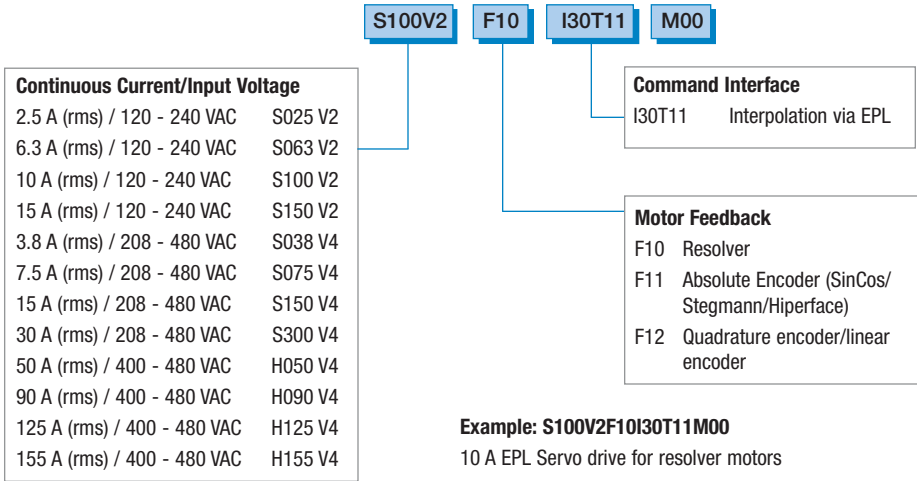 S100V2 F10 I30T11 M00
Continuous Current/Input Voltage
2.5 A (rms) / 120 - 240 VAC S025 V2
6.3 A (rms) / 120 - 240 VAC S063 V2
10 A (rms) / 120 - 240 VAC S100 V2
15 A (rms) / 120 - 240 VAC S150 V2
3.8 A (rms) / 208 - 480 VAC S038 V4
7.5 A (rms) / 208 - 480 VAC S075 V4
15 A (rms) / 208 - 480 VAC S150 V4
30 A (rms) / 208 - 480 VAC S300 V4
50 A (rms) / 400 - 480 VAC H050 V4
90 A (rms) / 400 - 480 VAC H090 V4
125 A (rms) / 400 - 480 VAC H125 V4
155 A (rms) / 400 - 480 VAC H155 V4
Command Interface
I30T11 Interpolation via EPL
Motor Feedback
F10 Resolver
F11 Absolute Encoder (SinCos/
Stegmann/Hiperface)
F12 Quadrature encoder/linear
encoder
Example: S100V2F10I30T11M00
10 A EPL Servo drive for resolver motors